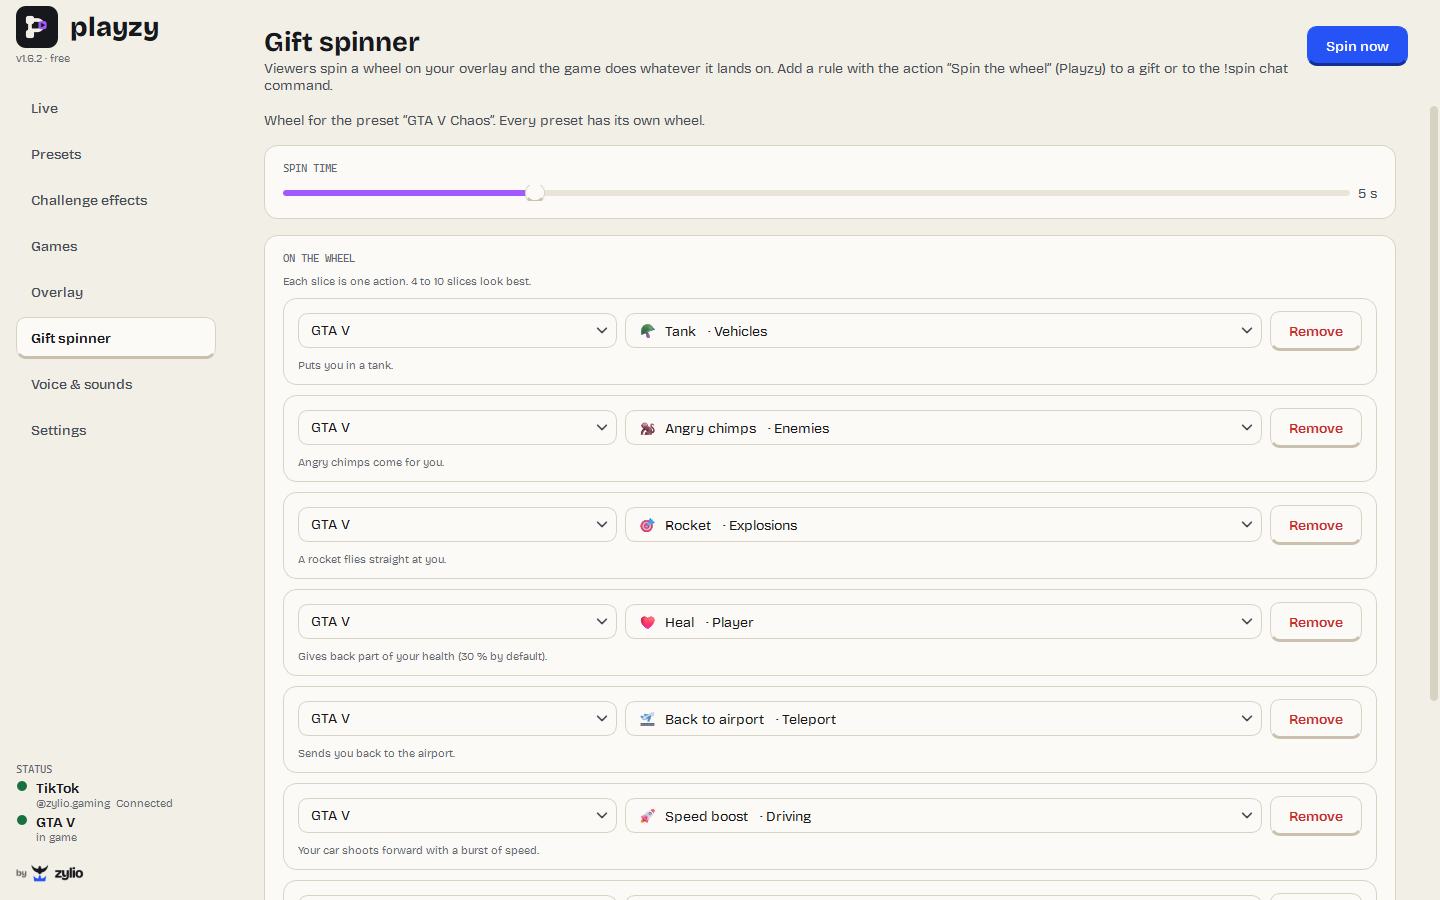 playzy
v1.6.2 · free
Live
Presets
Challenge effects
Games
Overlay
Gift spinner
Voice & sounds
Settings
STATUS
TikTok
@zylio.gaming Connected
GTA V
in game
by zylio
Gift spinner
Spin now
Viewers spin a wheel on your overlay and the game does whatever it lands on. Add a rule with the action “Spin the wheel” (Playzy) to a gift or to the !spin chat
command.
Wheel for the preset “GTA V Chaos”. Every preset has its own wheel.
SPIN TIME
5 s
ON THE WHEEL
Each slice is one action. 4 to 10 slices look best.
GTA V Tank · Vehicles Remove
Puts you in a tank.
GTA V Angry chimps · Enemies Remove
Angry chimps come for you.
GTA V Rocket · Explosions Remove
A rocket flies straight at you.
GTA V Heal · Player Remove
Gives back part of your health (30 % by default).
GTA V Back to airport · Teleport Remove
Sends you back to the airport.
GTA V Speed boost · Driving Remove
Your car shoots forward with a burst of speed.